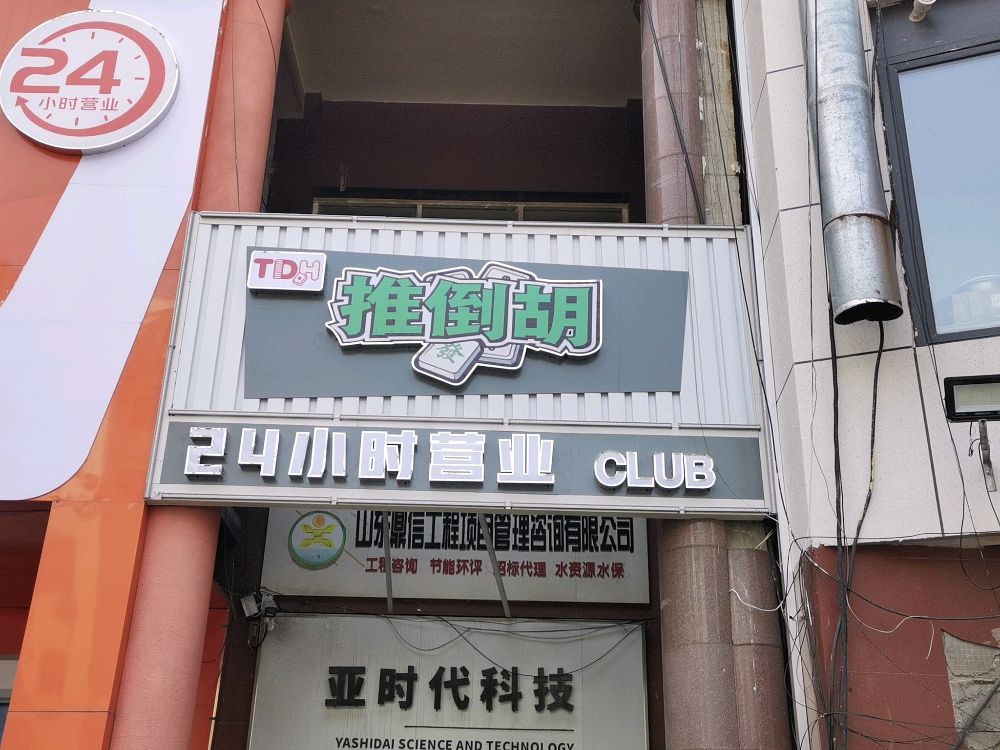 24
小时营业
TDH
推倒胡
發
24小时营业 CLUB
山东鼎信工程项目管理咨询有限公司
工程咨询 节能环评 招标代理 水资源水保
亚时代科技
YASHIDAI SCIENCE AND TECHNOLOGY